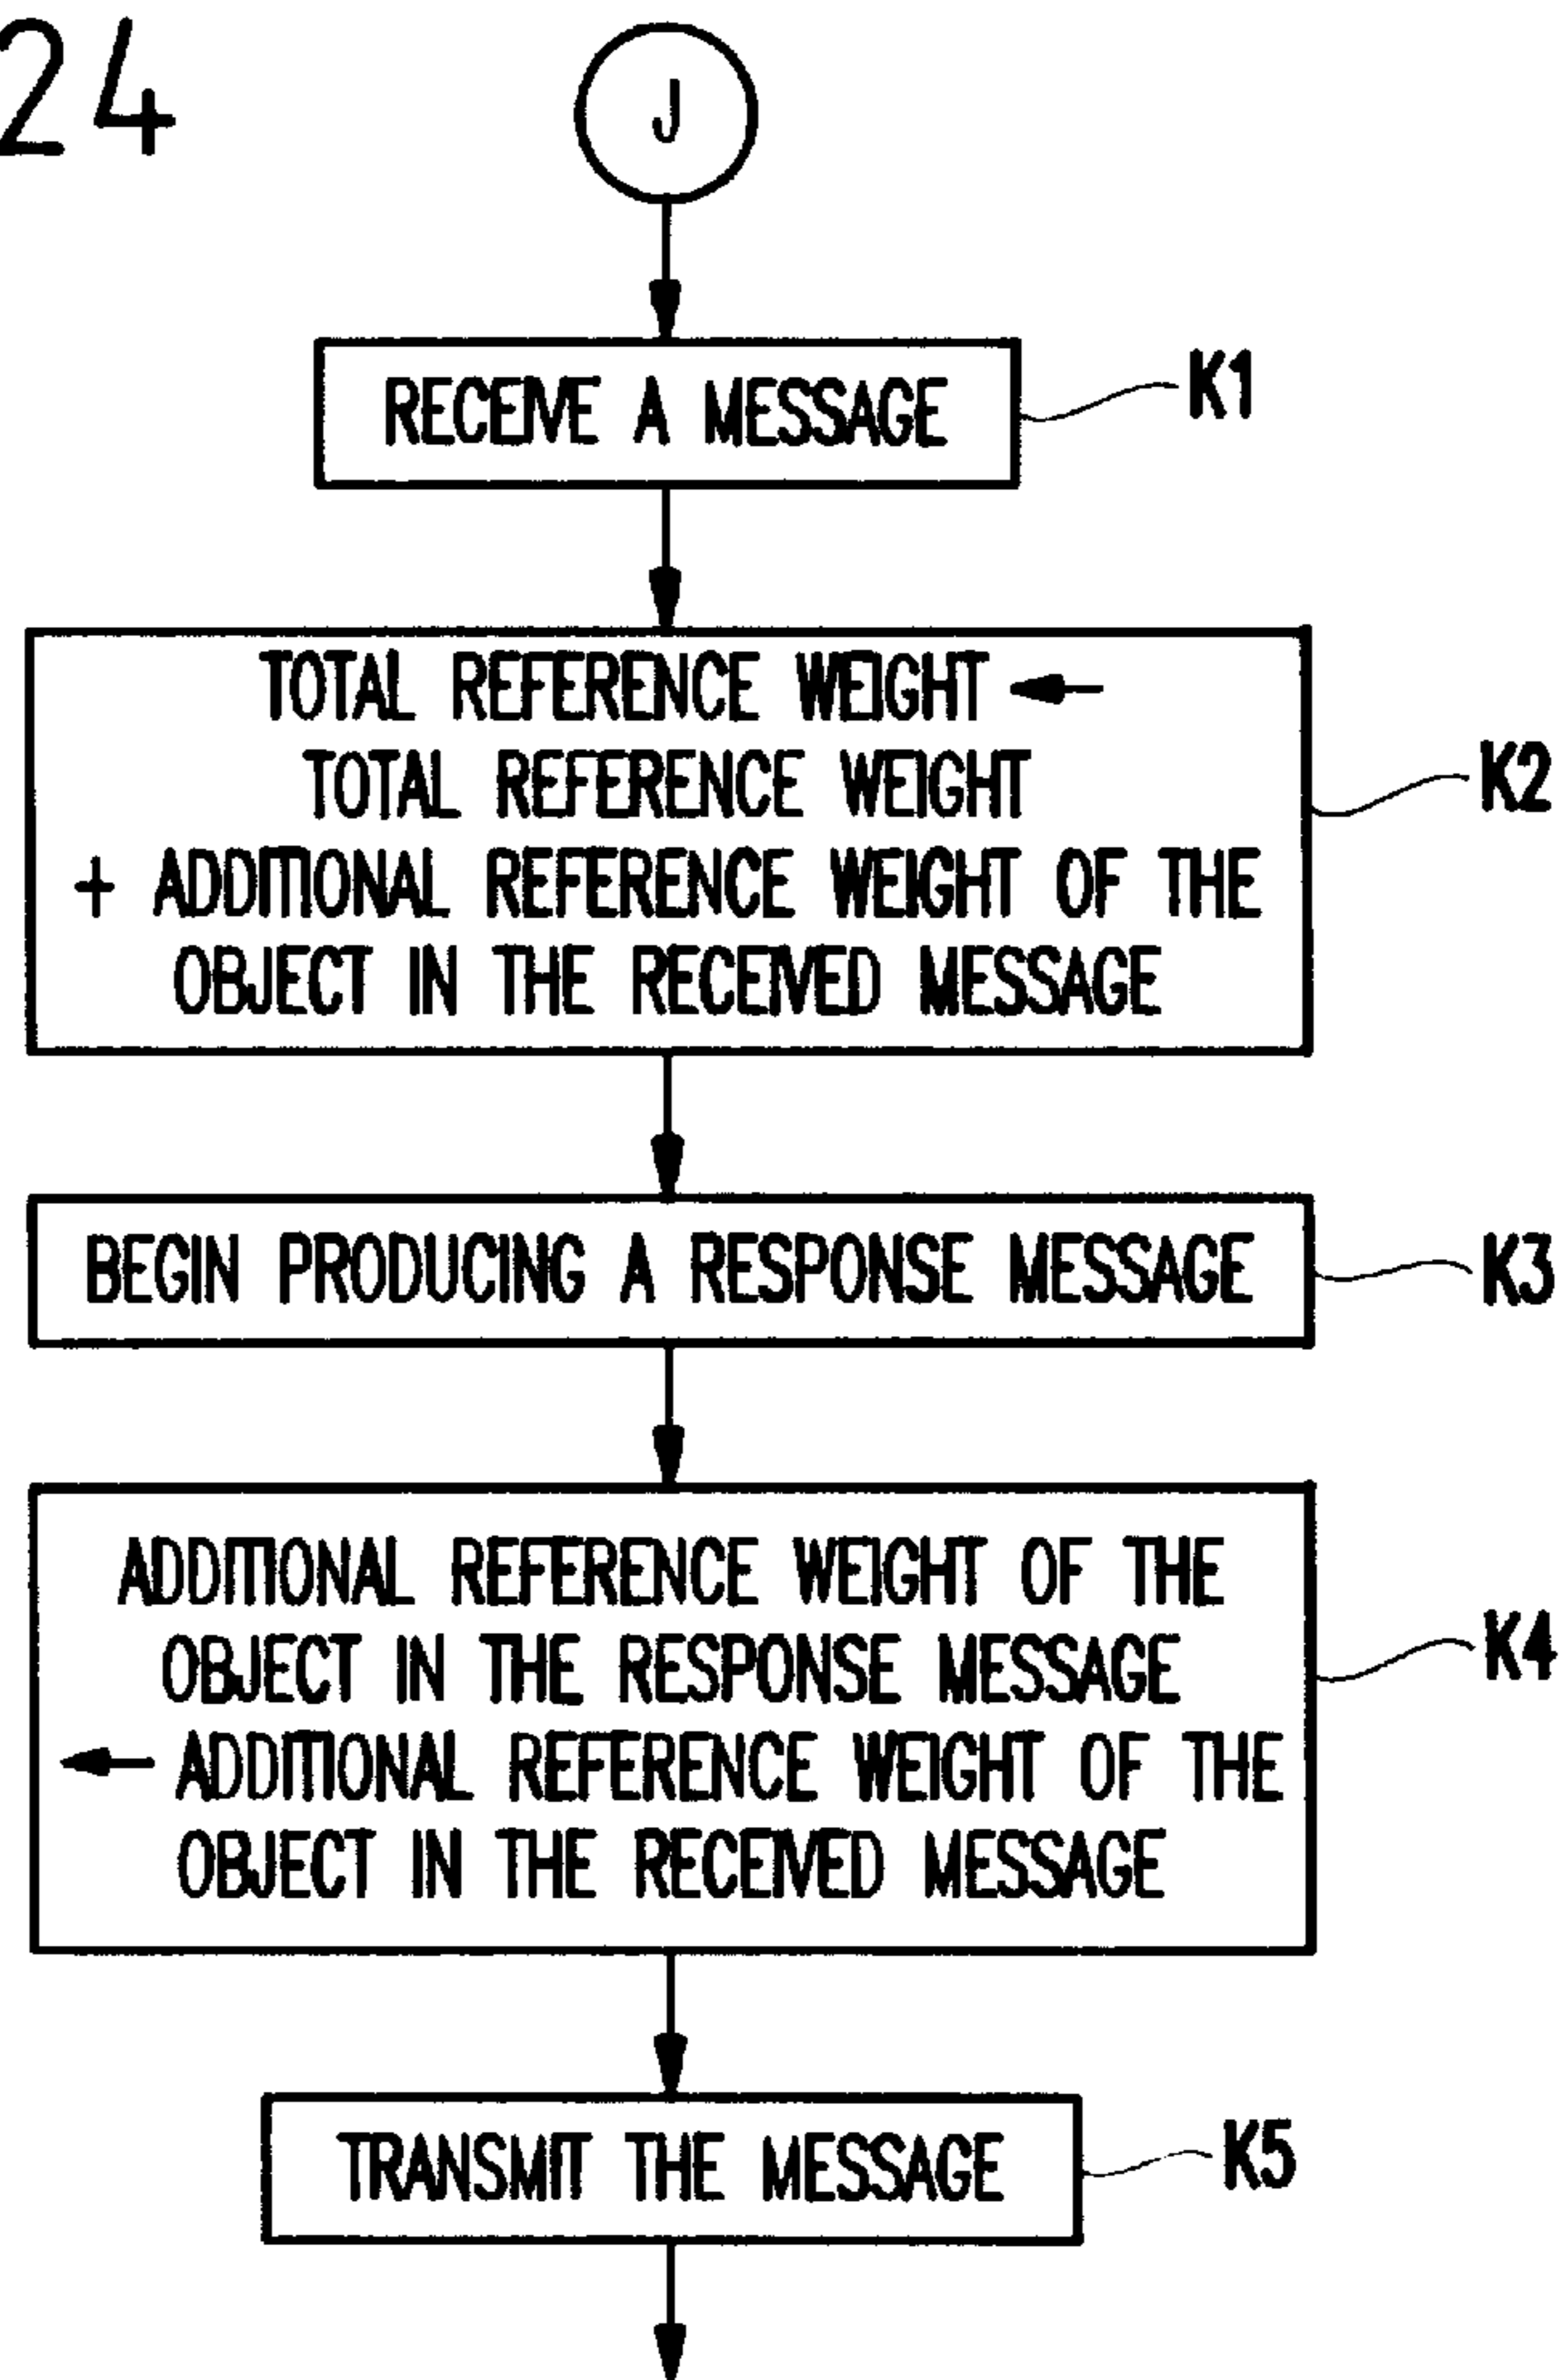 24
J
RECEIVE A MESSAGE
K1
TOTAL REFERENCE WEIGHT ←
TOTAL REFERENCE WEIGHT
+ ADDITIONAL REFERENCE WEIGHT OF THE
OBJECT IN THE RECEIVED MESSAGE
K2
BEGIN PRODUCING A RESPONSE MESSAGE
K3
ADDITIONAL REFERENCE WEIGHT OF THE
OBJECT IN THE RESPONSE MESSAGE
← ADDITIONAL REFERENCE WEIGHT OF THE
OBJECT IN THE RECEIVED MESSAGE
K4
TRANSMIT THE MESSAGE
K5